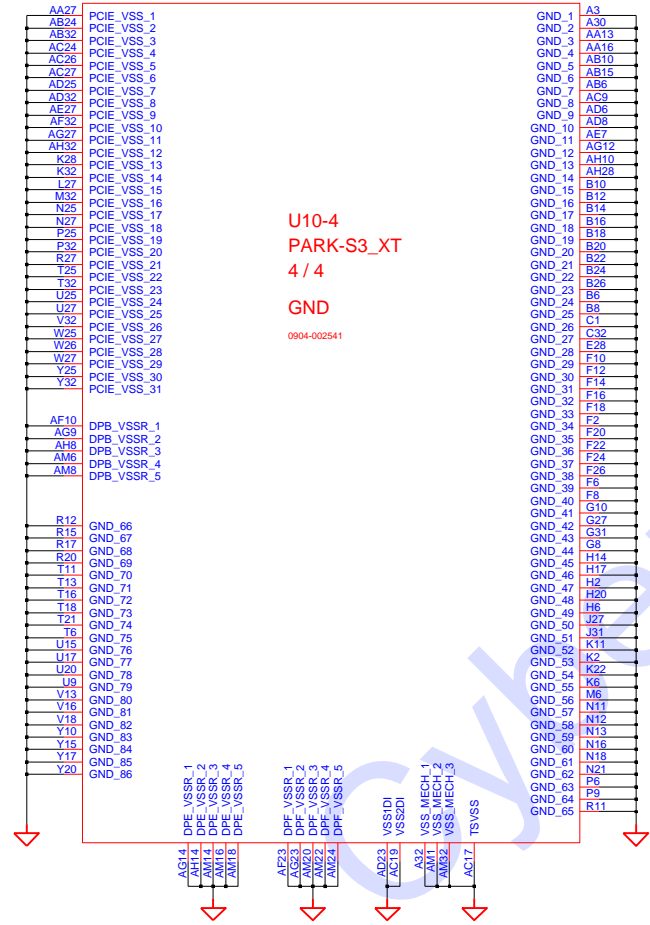 AA27 PCIE_VSS_1
AB24 PCIE_VSS_2
AB32 PCIE_VSS_3
AC24 PCIE_VSS_4
AC26 PCIE_VSS_5
AC27 PCIE_VSS_6
AD25 PCIE_VSS_7
AD32 PCIE_VSS_8
AE27 PCIE_VSS_9
AF32 PCIE_VSS_10
AG27 PCIE_VSS_11
AH32 PCIE_VSS_12
K28 PCIE_VSS_13
K32 PCIE_VSS_14
L27 PCIE_VSS_15
M32 PCIE_VSS_16
N25 PCIE_VSS_17
N27 PCIE_VSS_18
P25 PCIE_VSS_19
P32 PCIE_VSS_20
R27 PCIE_VSS_21
T25 PCIE_VSS_22
T32 PCIE_VSS_23
U25 PCIE_VSS_24
U27 PCIE_VSS_25
V32 PCIE_VSS_26
W25 PCIE_VSS_27
W26 PCIE_VSS_28
W27 PCIE_VSS_29
Y25 PCIE_VSS_30
Y32 PCIE_VSS_31
AF10 DPB_VSSR_1
AG9 DPB_VSSR_2
AH8 DPB_VSSR_3
AM6 DPB_VSSR_4
AM8 DPB_VSSR_5
R12 GND_66
R15 GND_67
R17 GND_68
R20 GND_69
T11 GND_70
T13 GND_71
T16 GND_72
T18 GND_73
T21 GND_74
T6 GND_75
U15 GND_76
U17 GND_77
U20 GND_78
U9 GND_79
V13 GND_80
V16 GND_81
V18 GND_82
Y10 GND_83
Y15 GND_84
Y17 GND_85
Y20 GND_86
U10-4
PARK-S3_XT
4 / 4
GND
0904-002541
GND_1 A3
GND_2 A30
GND_3 AA13
GND_4 AA16
GND_5 AB10
GND_6 AB15
GND_7 AB6
GND_8 AC9
GND_9 AD6
GND_10 AD8
GND_11 AE7
GND_12 AG12
GND_13 AH10
GND_14 AH28
GND_15 B10
GND_16 B12
GND_17 B14
GND_18 B16
GND_19 B18
GND_20 B20
GND_21 B22
GND_22 B24
GND_23 B26
GND_24 B6
GND_25 B8
GND_26 C1
GND_27 C32
GND_28 E28
GND_29 F10
GND_30 F12
GND_31 F14
GND_32 F16
GND_33 F18
GND_34 F2
GND_35 F20
GND_36 F22
GND_37 F24
GND_38 F26
GND_39 F6
GND_40 F8
GND_41 G10
GND_42 G27
GND_43 G31
GND_44 G8
GND_45 H14
GND_46 H17
GND_47 H2
GND_48 H20
GND_49 H6
GND_50 J27
GND_51 J31
GND_52 K11
GND_53 K2
GND_54 K22
GND_55 K6
GND_56 M6
GND_57 N11
GND_58 N12
GND_59 N13
GND_60 N16
GND_61 N18
GND_62 N21
GND_63 P6
GND_64 P9
GND_65 R11
DPE_VSSR_1 AG14
DPE_VSSR_2 AH14
DPE_VSSR_3 AM14
DPE_VSSR_4 AM16
DPE_VSSR_5 AM18
DPF_VSSR_1 AF23
DPF_VSSR_2 AG23
DPF_VSSR_3 AM20
DPF_VSSR_4 AM22
DPF_VSSR_5 AM24
VSS1DI AD23
VSS2DI AC19
VSS_MECH_1 A32
VSS_MECH_2 AM1
VSS_MECH_3 AM32
TSVSS AC17
Cybe